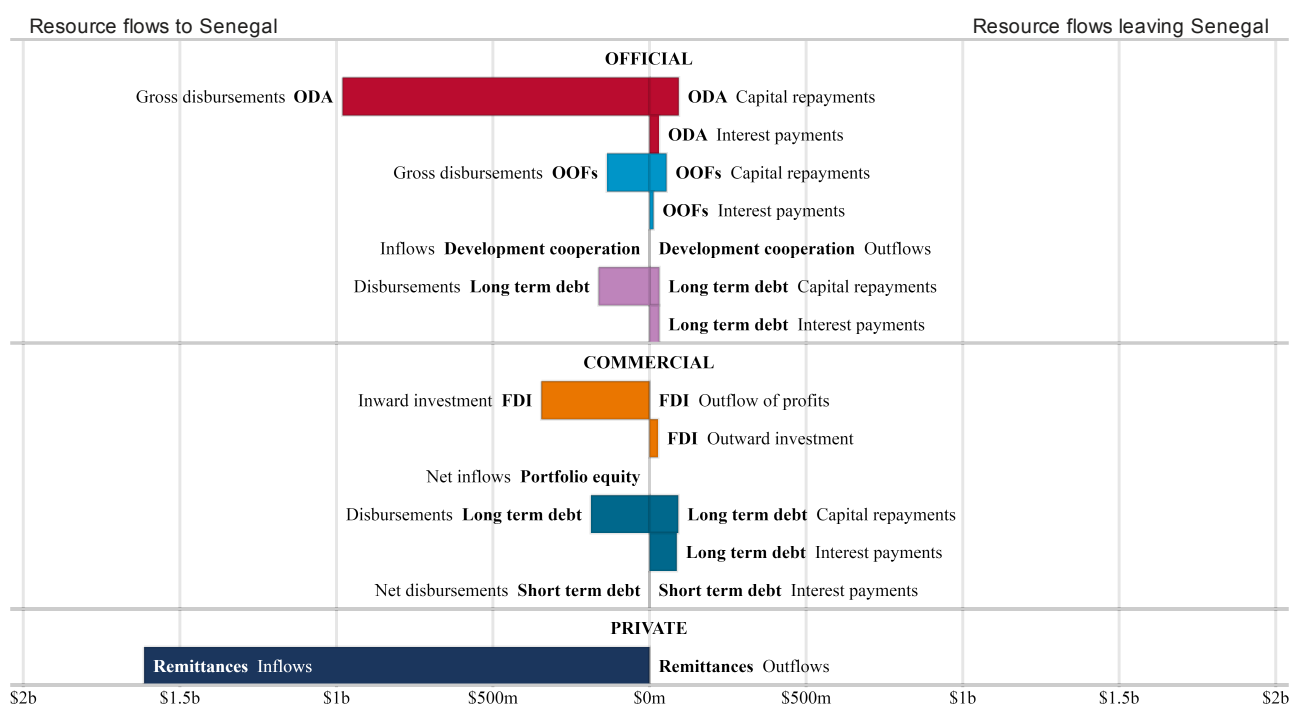 Resource flows to Senegal Resource flows leaving Senegal
OFFICIAL
Gross disbursements ODA ODA Capital repayments
ODA Interest payments
Gross disbursements OOFs OOFs Capital repayments
OOFs Interest payments
Inflows Development cooperation Development cooperation Outflows
Disbursements Long term debt Long term debt Capital repayments
Long term debt Interest payments
COMMERCIAL
Inward investment FDI FDI Outflow of profits
FDI Outward investment
Net inflows Portfolio equity
Disbursements Long term debt Long term debt Capital repayments
Long term debt Interest payments
Net disbursements Short term debt Short term debt Interest payments
PRIVATE
Remittances Inflows Remittances Outflows
$2b $1.5b $1b $500m $0m $500m $1b $1.5b $2b